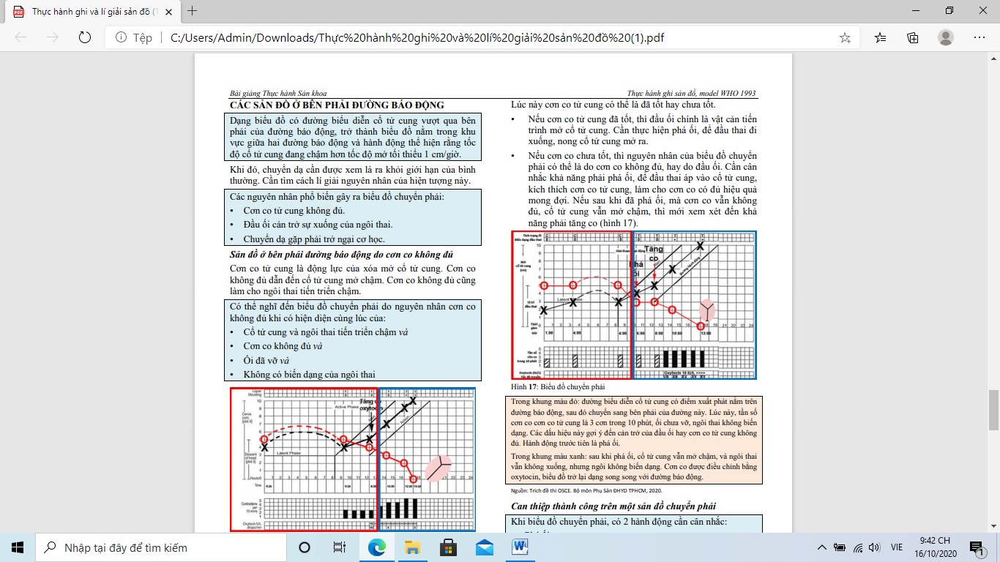 Thực hành ghi và lí giải sản đồ (1
Tệp
C:/Users/Admin/Downloads/Thực%20hành%20ghi%20và%20lí%20giải%20sản%20đồ%20(1).pdf
Bài giảng Thực hành Sản khoa
Thực hành ghi sản đồ, model WHO 1993
CÁC SẢN ĐỒ Ở BÊN PHẢI ĐƯỜNG BÁO ĐỘNG
Dạng biểu đồ có đường biểu diễn cổ tử cung vượt qua bên
phải của đường báo động, trở thành biểu đồ nằm trong khu
vực giữa hai đường báo động và hành động thể hiện rằng tốc
độ cổ tử cung đang chậm hơn tốc độ mở tối thiểu 1 cm/giờ.
Khi đó, chuyển dạ cần được xem là ra khỏi giới hạn của bình
thường. Cần tìm cách lí giải nguyên nhân của hiện tượng này.
Các nguyên nhân phổ biến gây ra biểu đồ chuyển phải:
• Cơn co tử cung không đủ.
• Đầu ối cản trở sự xuống của ngôi thai.
• Chuyển dạ gặp phải trở ngại cơ học.
Sản đồ ở bên phải đường báo động do cơn co không đủ
Cơn co tử cung là động lực của xóa mở cổ tử cung. Cơn co
không đủ dẫn đến cổ tử cung mở chậm. Cơn co không đủ cũng
làm cho ngôi thai tiến triển chậm.
Có thể nghĩ đến biểu đồ chuyển phải do nguyên nhân cơn co
không đủ khi có hiện diện cùng lúc của:
• Cổ tử cung và ngôi thai tiến triển chậm và
• Cơn co không đủ và
• Ối đã vỡ và
• Không có biến dạng của ngôi thai
Liquor
Moulding
Active Phase
Tăng
oxytocin
Cervix
(cm)
[plot X]
Action
Latent Phase
Descent
of head
[plot O]
Hours
Time
Contractions
per
10 mins
Oxytocin U/L
drops/min
Lúc này cơn co tử cung có thể là đã tốt hay chưa tốt.
• Nếu cơn co tử cung đã tốt, thì đầu ối chính là vật cản tiến
trình mở cổ tử cung. Cần thực hiện phá ối, để đầu thai đi
xuống, nong cổ tử cung mở ra.
• Nếu cơn co chưa tốt, thì nguyên nhân của biểu đồ chuyển
phải có thể là do cơn co không đủ, hay do đầu ối. Cần cân
nhắc khả năng phải phá ối, để đầu thai áp vào cổ tử cung,
kích thích cơn co tử cung, làm cho cơn co có đủ hiệu quả
mong đợi. Nếu sau khi đã phá ối, mà cơn co vẫn không
đủ, cổ tử cung vẫn mở chậm, thì mới xem xét đến khả
năng phải tăng co (hình 17).
Tình trạng ối
Biến dạng đầu thai
Tăng
co
ối
Mở
cổ tử cung
(cm)
Đường hành động
Latent Phase
Vị trí
đầu thai
Thời
gian
Giờ
1:00 4:00 4:00 6:00 8:00 10:00 13:00
Tần số
cơn co
trong 10 phút
Oxytocin (IU/L)
Oxytocin 10 IU/L >>>>
Hình 17: Biểu đồ chuyển phải
Trong khung màu đỏ: đường biểu diễn cổ tử cung có điểm xuất phát nằm trên
đường báo động, sau đó chuyển sang bên phải của đường này. Lúc này, tần số
cơn co cơn co tử cung là 3 cơn trong 10 phút, ối chưa vỡ, ngôi thai không biến
dạng. Các dấu hiệu này gợi ý đến cản trở của đầu ối hay cơn co tử cung không
đủ. Hành động trước tiên là phá ối.
Trong khung màu xanh: sau khi phá ối, cổ tử cung vẫn mở chậm, và ngôi thai
vẫn không xuống, nhưng ngôi không biến dạng. Cơn co được điều chỉnh bằng
oxytocin, biểu đồ trở lại dạng song song với đường báo động.
Nguồn: Trích đề thi OSCE. Bộ môn Phụ Sản ĐHYD TPHCM, 2020.
Can thiệp thành công trên một sản đồ chuyển phải
Khi biểu đồ chuyển phải, có 2 hành động cần cân nhắc:
Nhập tại đây để tìm kiếm
VIE
9:42 CH
16/10/2020